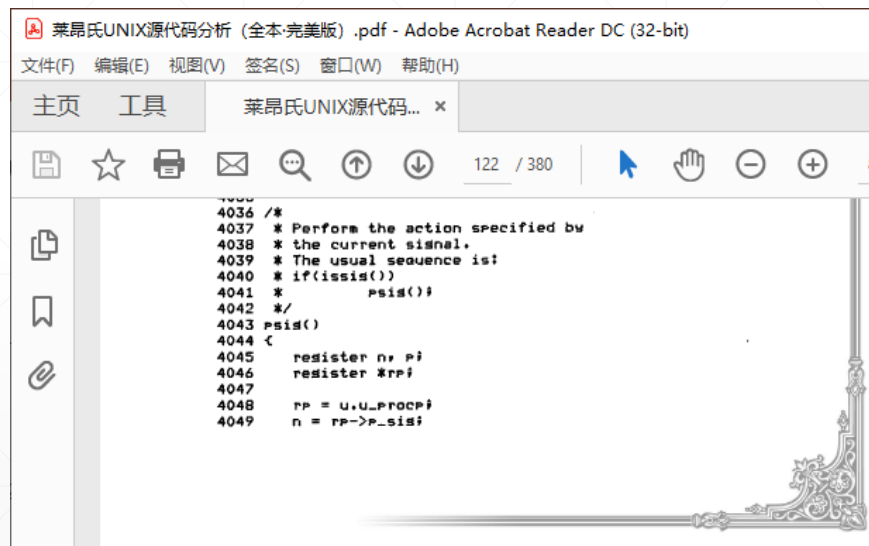 莱昂氏UNIX源代码分析（全本·完美版）.pdf - Adobe Acrobat Reader DC (32-bit)
文件(F) 编辑(E) 视图(V) 签名(S) 窗口(W) 帮助(H)
主页 工具 莱昂氏UNIX源代码... ×
122 / 380
4036 /*
4037 * Perform the action specified by
4038 * the current signal.
4039 * The usual sequence is:
4040 * if(issig())
4041 * psig();
4042 */
4043 psig()
4044 {
4045 register n, p;
4046 register *rp;
4047
4048 rp = u.u_procp;
4049 n = rp->p_sig;